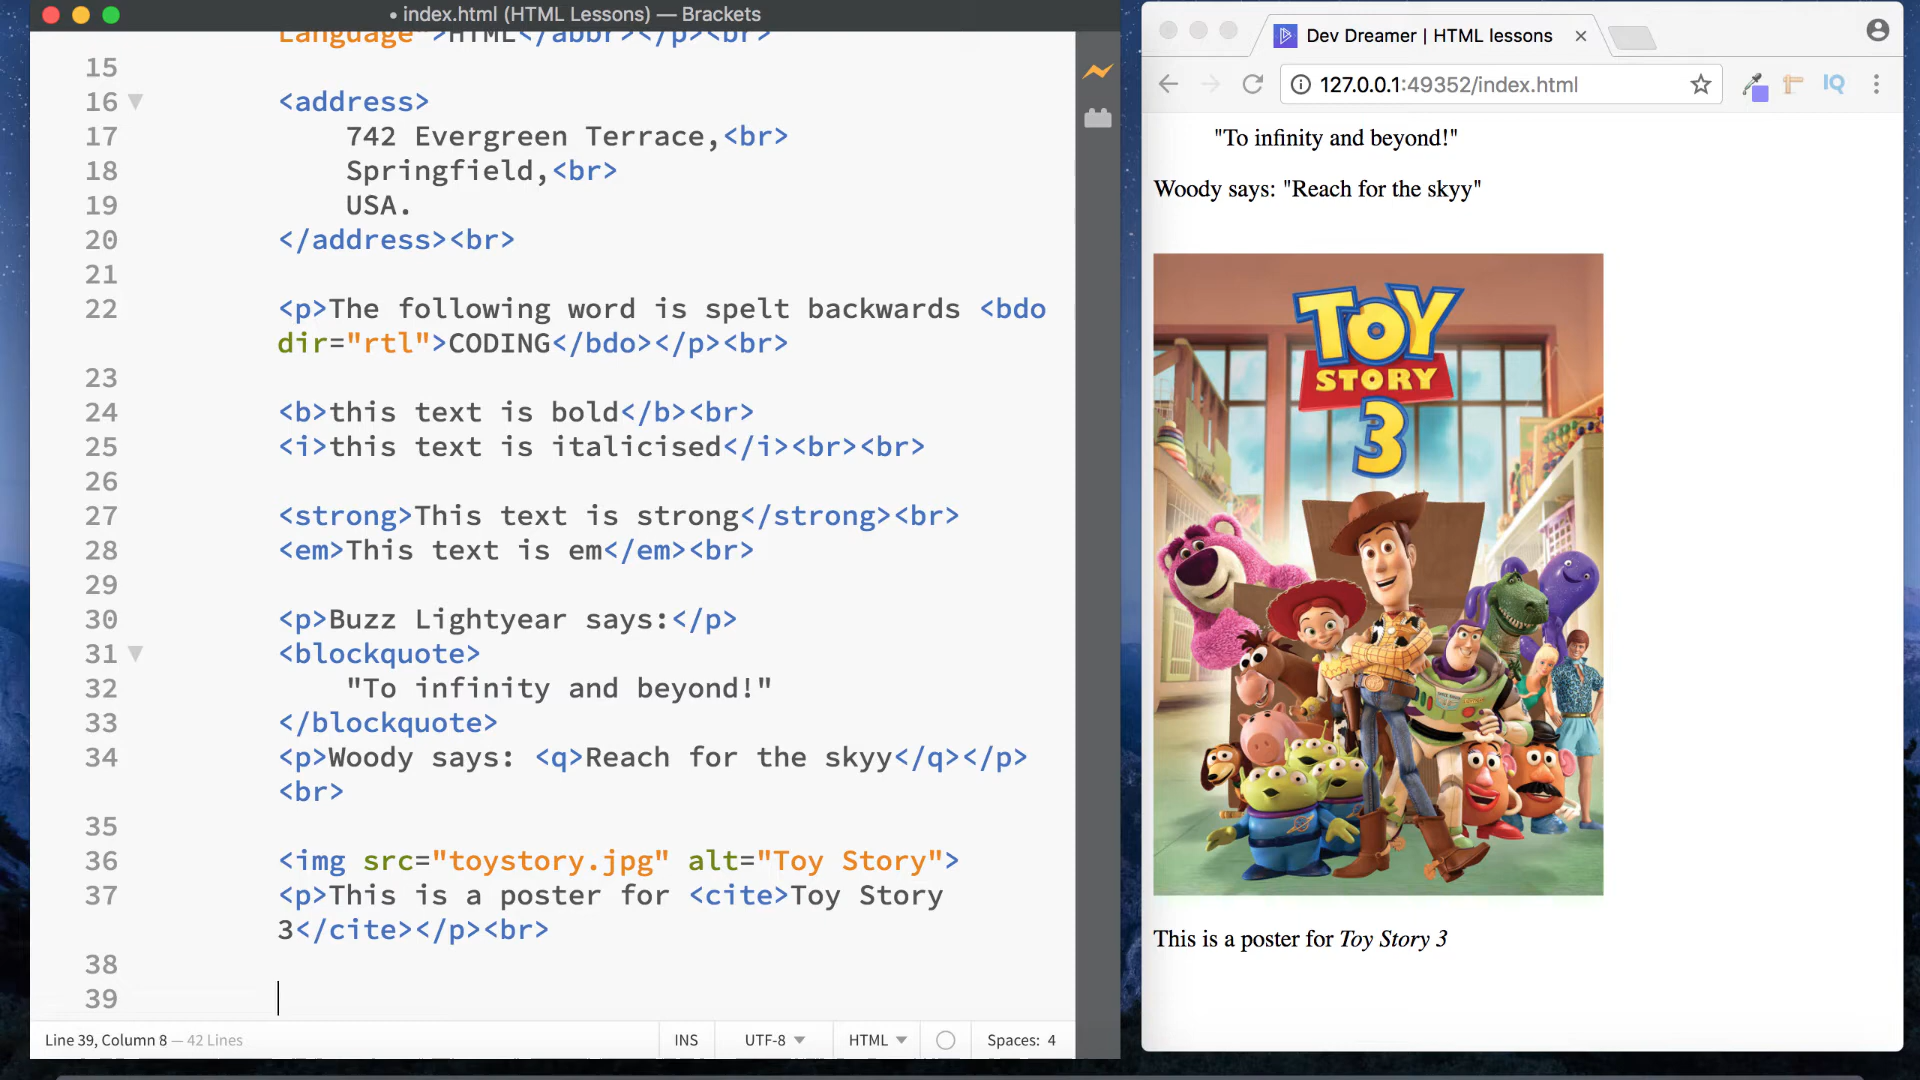 • index.html (HTML Lessons) — Brackets
Language">HTML</abbr></p><br>
15
16 <address>
17 742 Evergreen Terrace,<br>
18 Springfield,<br>
19 USA.
20 </address><br>
21
22 <p>The following word is spelt backwards <bdo
dir="rtl">CODING</bdo></p><br>
23
24 <b>this text is bold</b><br>
25 <i>this text is italicised</i><br><br>
26
27 <strong>This text is strong</strong><br>
28 <em>This text is em</em><br>
29
30 <p>Buzz Lightyear says:</p>
31 <blockquote>
32 "To infinity and beyond!"
33 </blockquote>
34 <p>Woody says: <q>Reach for the skyy</q></p>
<br>
35
36 <img src="toystory.jpg" alt="Toy Story">
37 <p>This is a poster for <cite>Toy Story
3</cite></p><br>
38
39
Line 39, Column 8 — 42 Lines
INS
UTF-8
HTML
Spaces: 4
Dev Dreamer | HTML lessons
127.0.0.1:49352/index.html
IQ
"To infinity and beyond!"
Woody says: "Reach for the skyy"
TOY
STORY
3
This is a poster for Toy Story 3